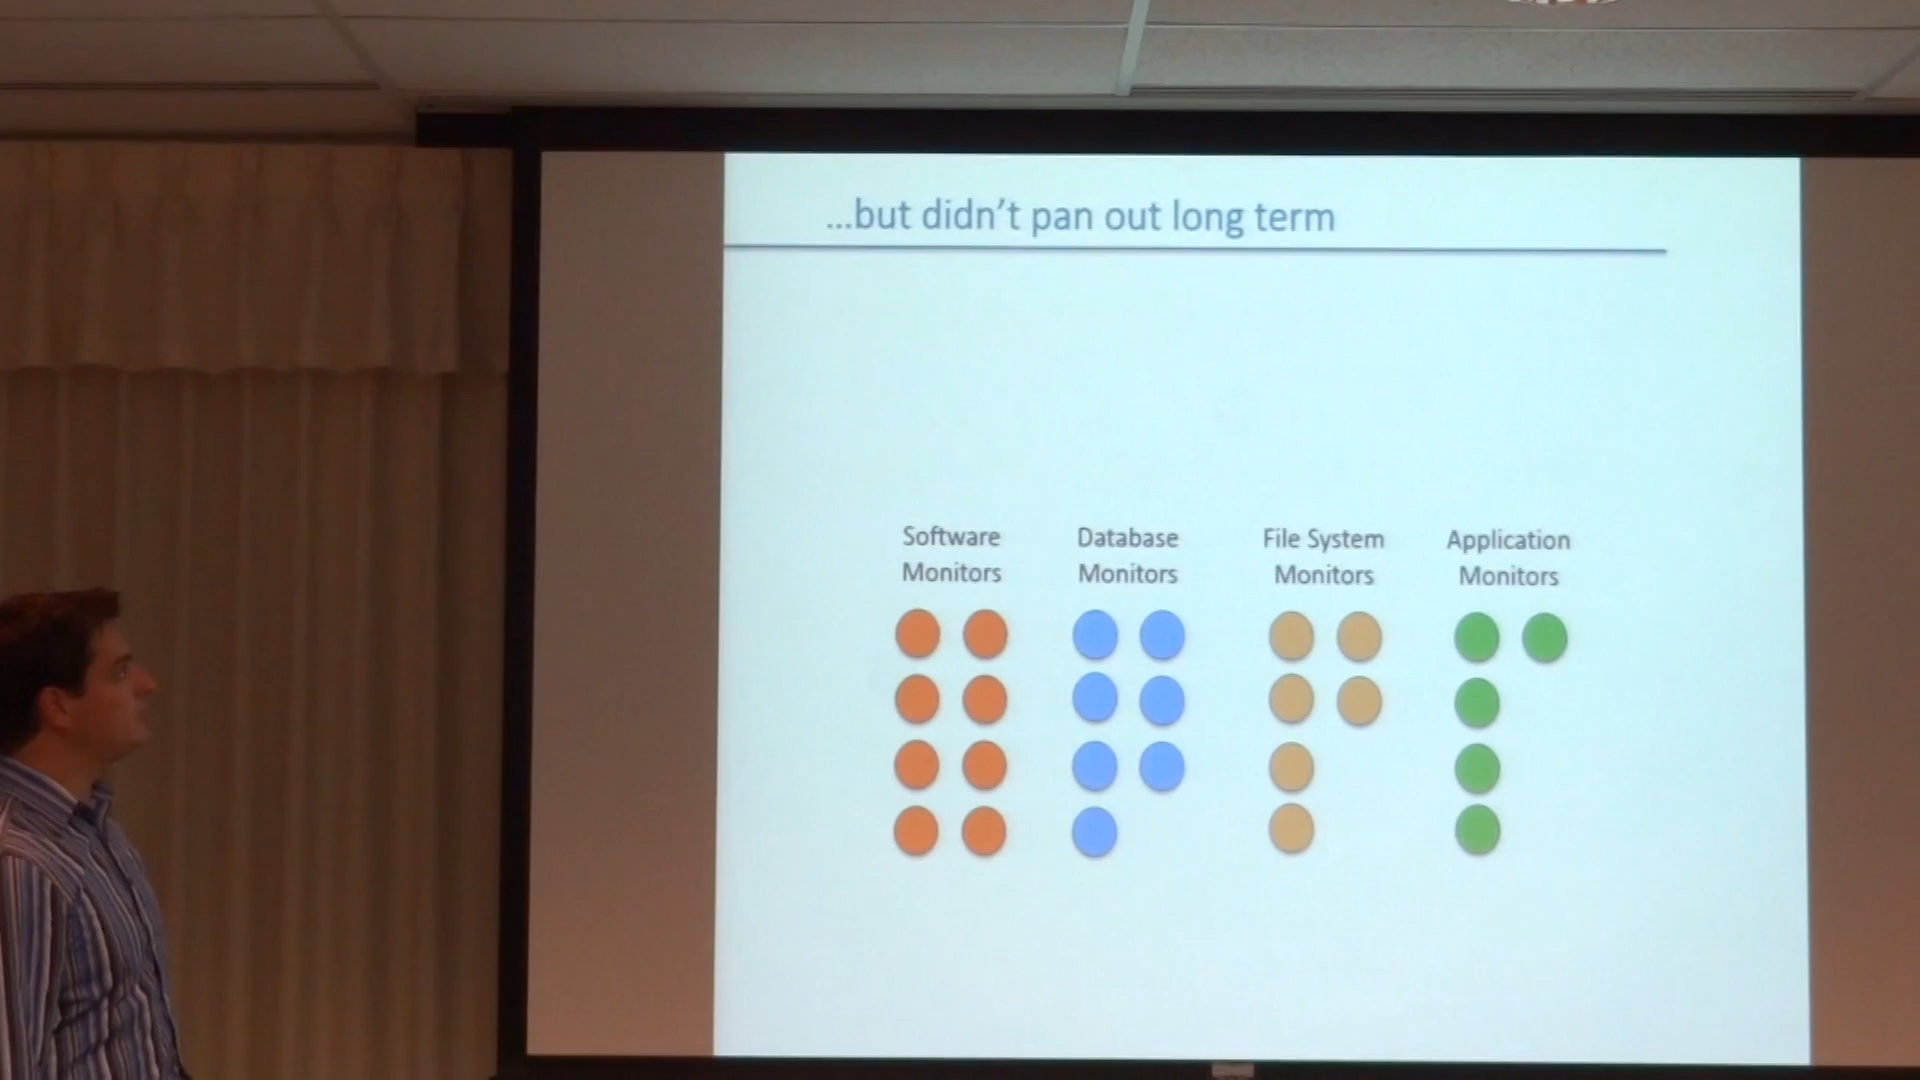 ...but didn't pan out long term
Software
Monitors
Database
Monitors
File System
Monitors
Application
Monitors